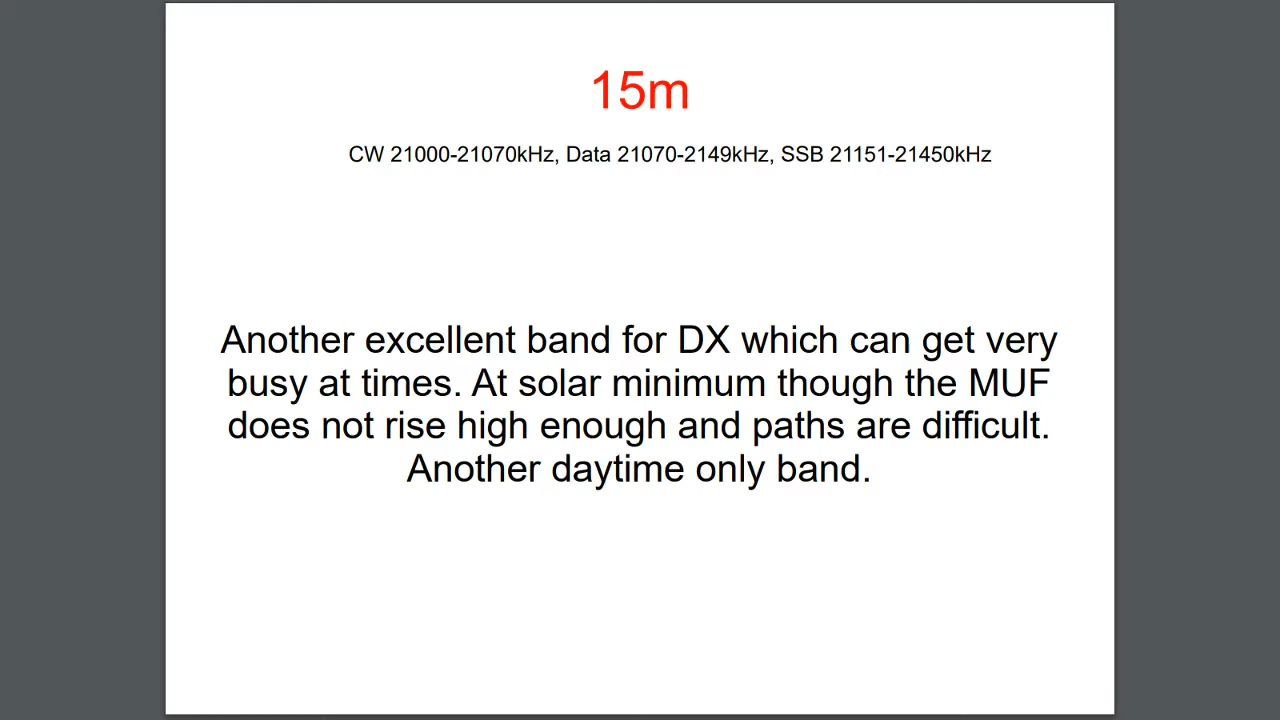 15m
CW 21000-21070kHz, Data 21070-2149kHz, SSB 21151-21450kHz
Another excellent band for DX which can get very
busy at times. At solar minimum though the MUF
does not rise high enough and paths are difficult.
Another daytime only band.